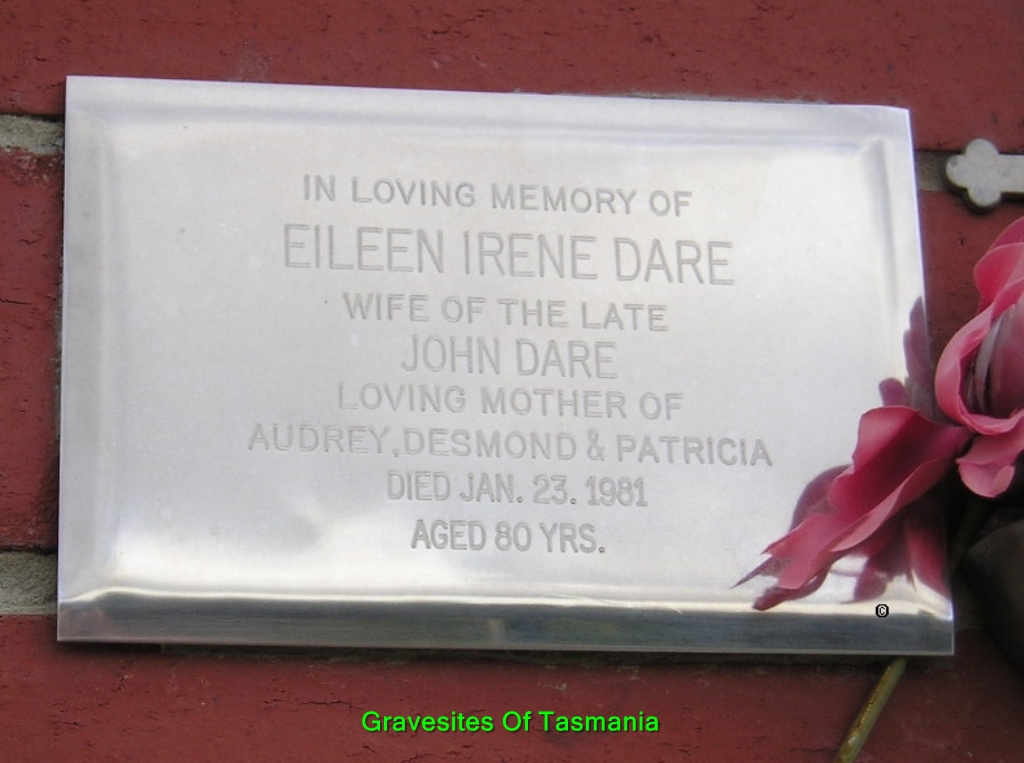 IN LOVING MEMORY OF
EILEEN IRENE DARE
WIFE OF THE LATE
JOHN DARE
LOVING MOTHER OF
AUDREY, DESMOND & PATRICIA
DIED JAN. 23. 1981
AGED 80 YRS.
©
Gravesites Of Tasmania